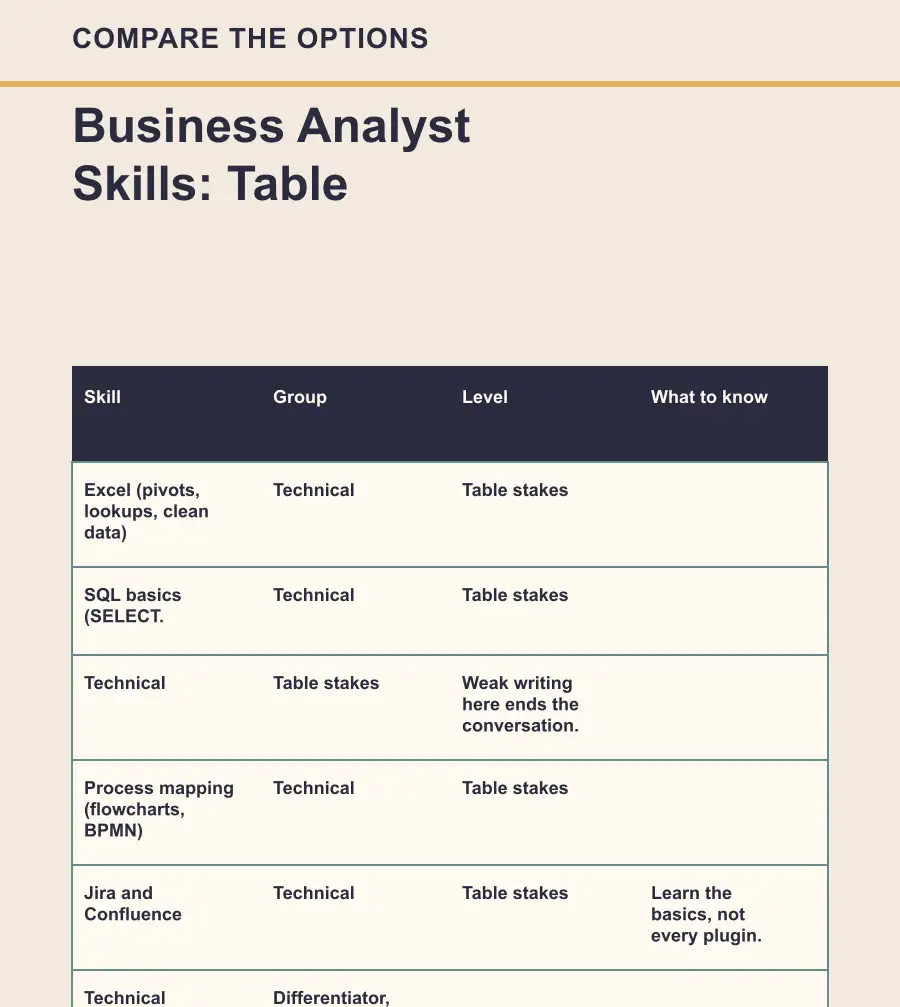 COMPARE THE OPTIONS
Business Analyst
Skills: Table
Skill Group Level What to know
Excel (pivots, Technical Table stakes
lookups, clean
data)
SQL basics Technical Table stakes
(SELECT.
Technical Table stakes Weak writing
here ends the
conversation.
Process mapping Technical Table stakes
(flowcharts,
BPMN)
Jira and Technical Table stakes Learn the
Confluence basics, not
every plugin.
Technical Differentiator,